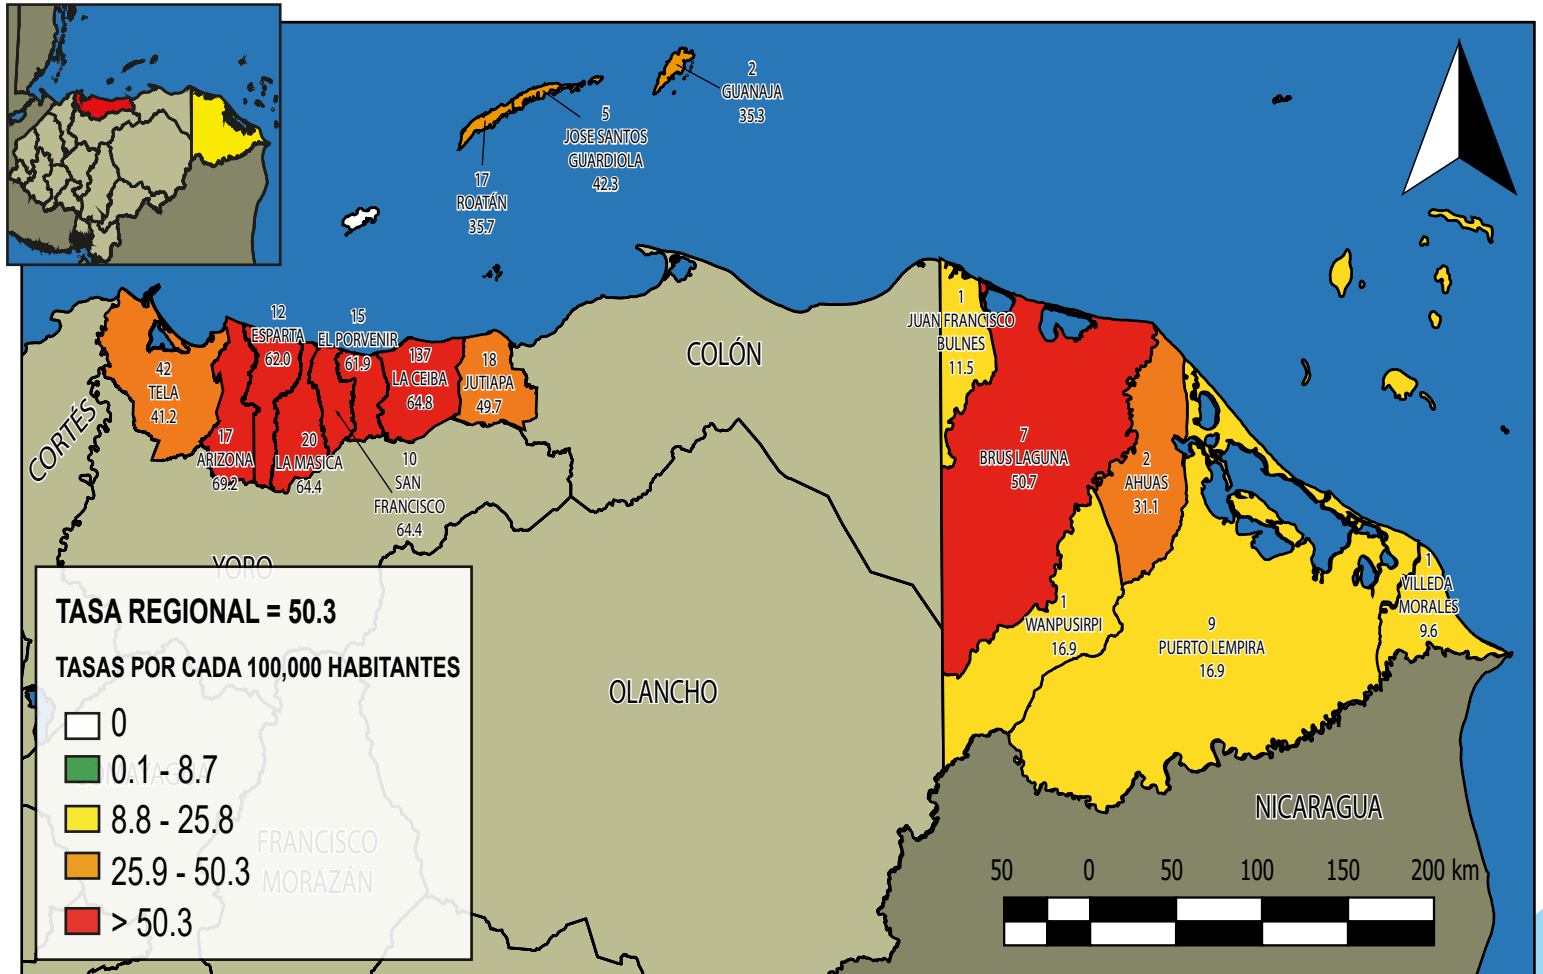 2
GUANAJA
35.3
5
JOSE SANTOS
GUARDIOLA
42.3
17
ROATÁN
35.7
12
ESPARTA
62.0
15
EL PORVENIR
61.9
137
LA CEIBA
64.8
18
JUTIAPA
49.7
42
TELA
41.2
17
ARIZONA
69.2
20
LA MASICA
64.4
10
SAN
FRANCISCO
64.4
CORTÉS
COLÓN
YORO
OLANCHO
1
JUAN FRANCISCO
BULNES
11.5
7
BRUS LAGUNA
50.7
2
AHUAS
31.1
1
WANPUSIRPI
16.9
9
PUERTO LEMPIRA
16.9
1
VILLEDA
MORALES
9.6
NICARAGUA
TASA REGIONAL = 50.3
TASAS POR CADA 100,000 HABITANTES
0
0.1 - 8.7
8.8 - 25.8
25.9 - 50.3
> 50.3
FRANCISCO
MORAZÁN
50 0 50 100 150 200 km